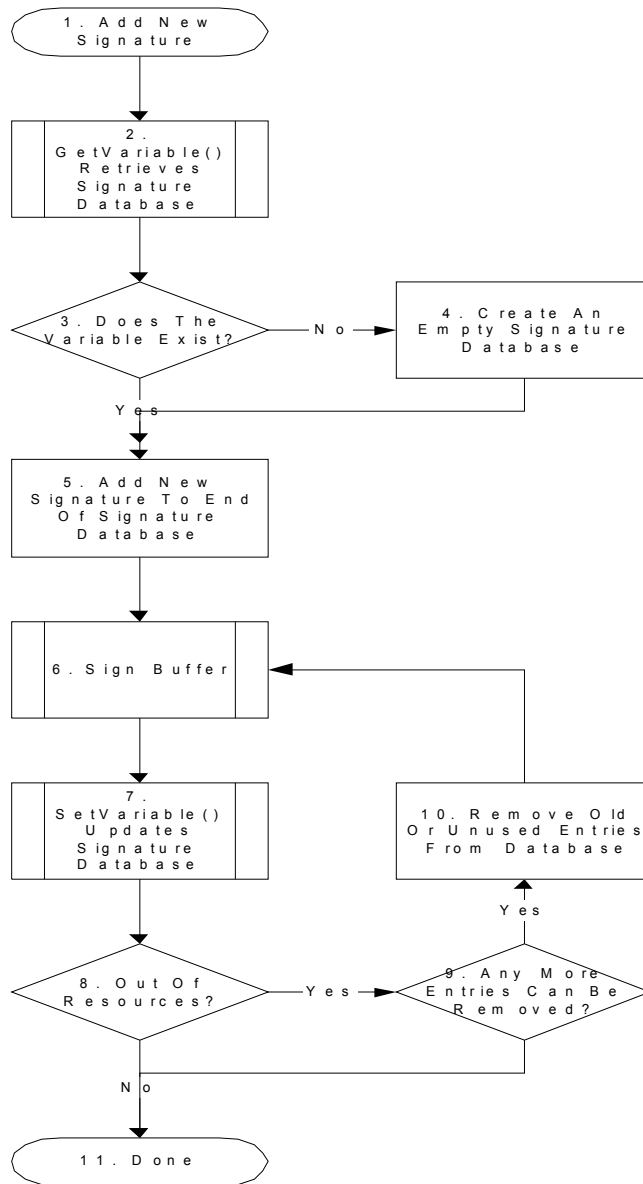 1. Add New
Signature
2.
GetVariable()
Retrieves
Signature
Database
3. Does The
Variable Exist?
No
4. Create An
Empty Signature
Database
Yes
5. Add New
Signature To End
Of Signature
Database
6. Sign Buffer
7.
SetVariable()
Updates
Signature
Database
10. Remove Old
Or Unused Entries
From Database
Yes
8. Out Of
Resources?
Yes
9. Any More
Entries Can Be
Removed?
No
11. Done